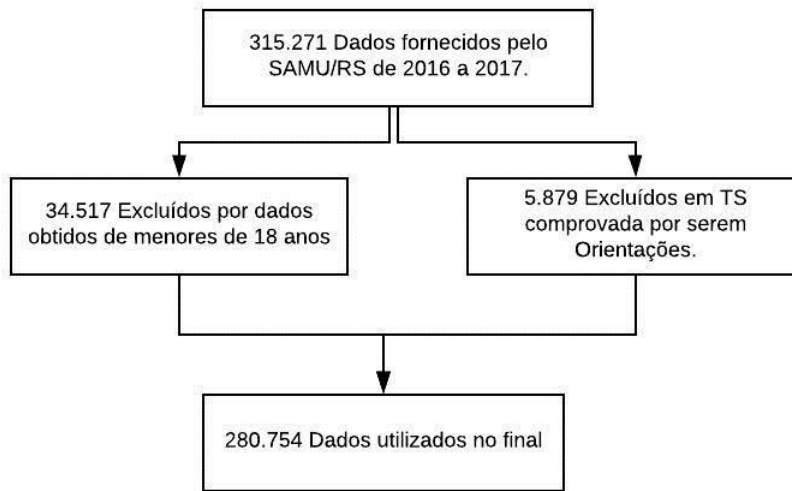 315.271 Dados fornecidos pelo
SAMU/RS de 2016 a 2017.
34.517 Excluídos por dados
obtidos de menores de 18 anos
5.879 Excluídos em TS
comprovada por serem
Orientações.
280.754 Dados utilizados no final